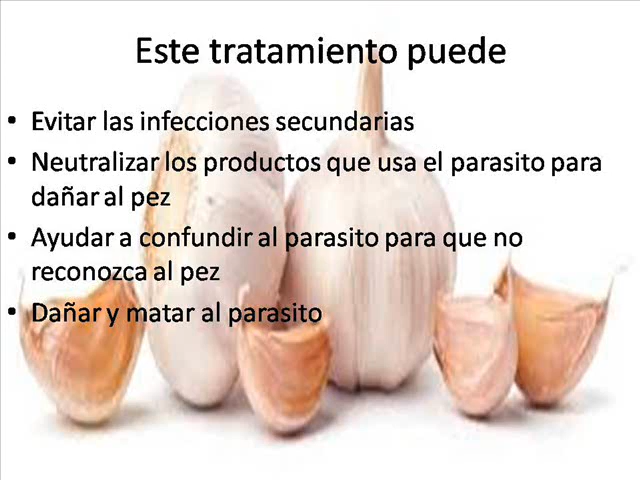 Este tratamiento puede
• Evitar las infecciones secundarias
• Neutralizar los productos que usa el parasito para
dañar al pez
• Ayudar a confundir al parasito para que no
reconozca al pez
• Dañar y matar al parasito